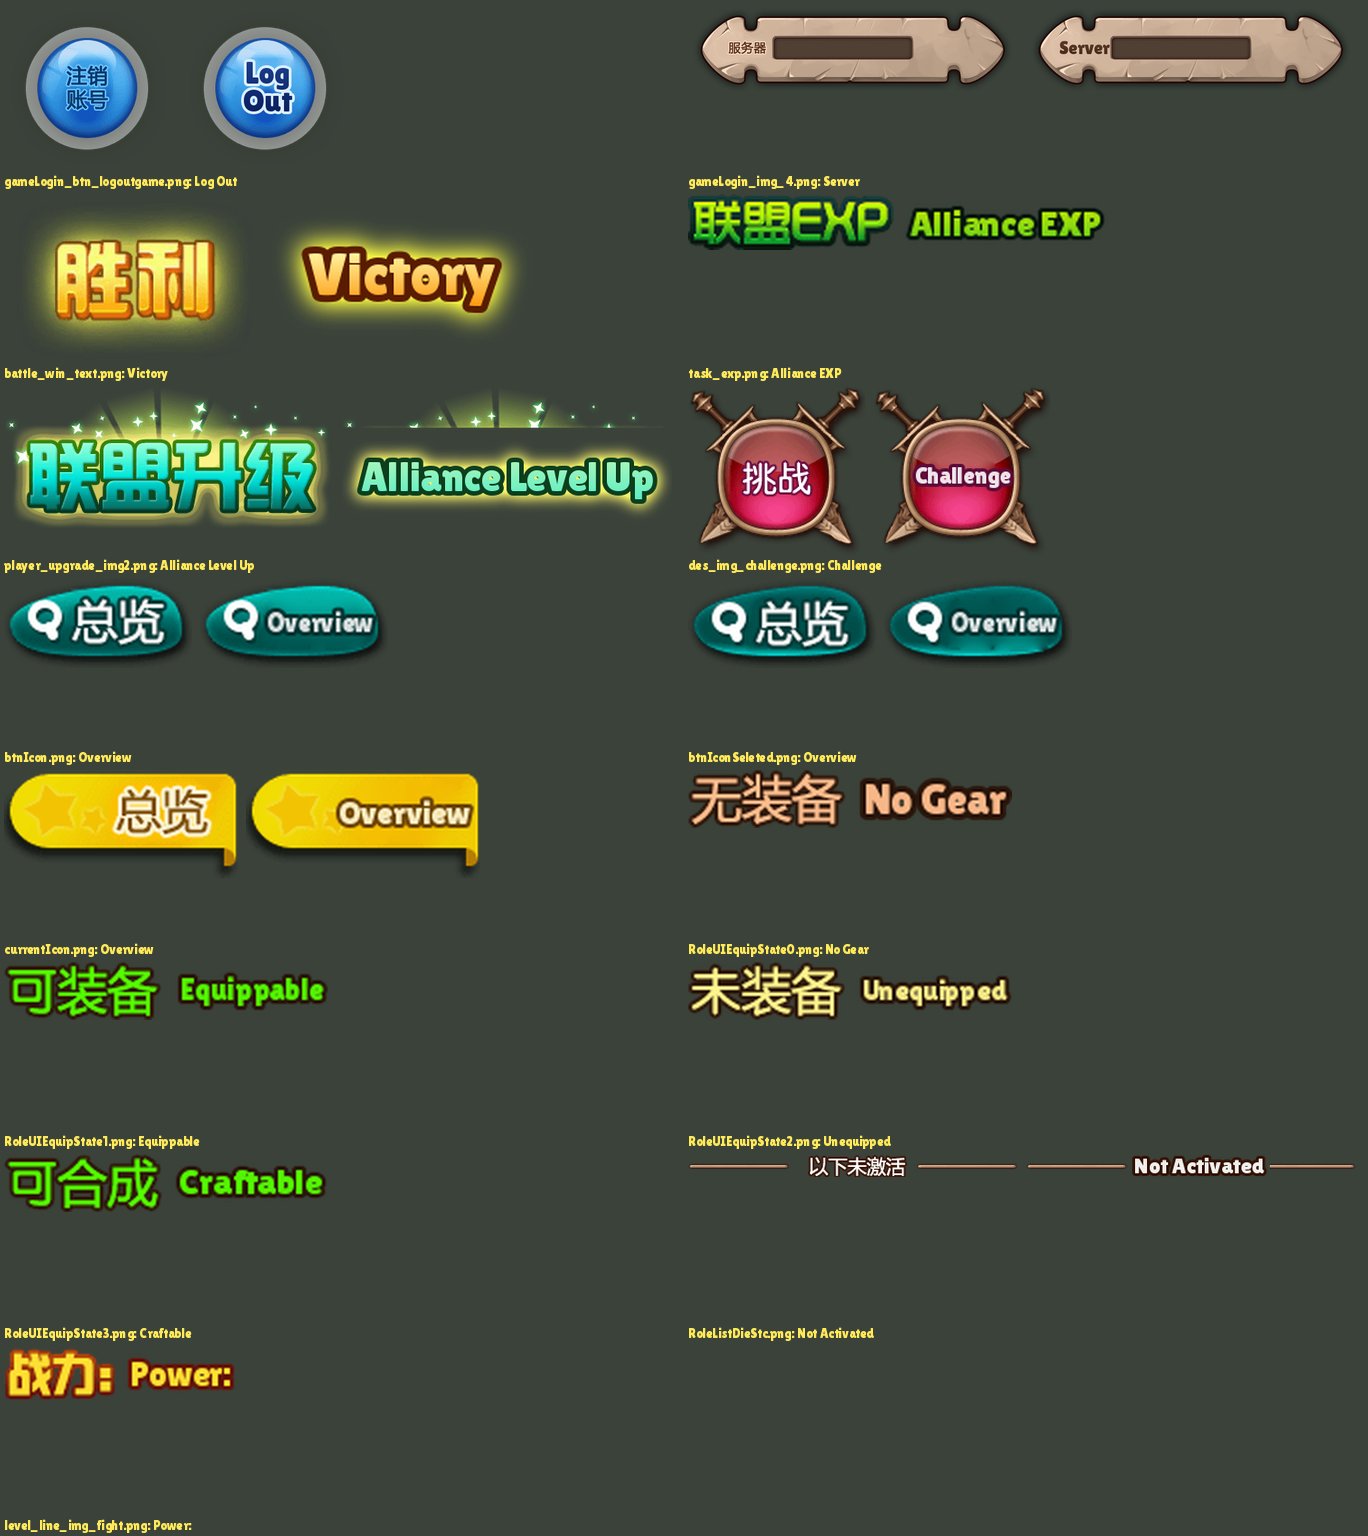 注销
账号
Log
Out
服务器
Server
gameLogin_btn_logoutgame.png: Log Out
gameLogin_img_4.png: Server
胜利
Victory
联盟EXP
Alliance EXP
battle_win_text.png: Victory
task_exp.png: Alliance EXP
联盟升级
Alliance Level Up
挑战
Challenge
player_upgrade_img2.png: Alliance Level Up
des_img_challenge.png: Challenge
总览
Overview
总览
Overview
btnIcon.png: Overview
btnIconSeleted.png: Overview
总览
Overview
无装备
No Gear
currentIcon.png: Overview
RoleUIEquipState0.png: No Gear
可装备
Equippable
未装备
Unequipped
RoleUIEquipState1.png: Equippable
RoleUIEquipState2.png: Unequipped
可合成
Craftable
以下未激活
Not Activated
RoleUIEquipState3.png: Craftable
RoleListDieStc.png: Not Activated
战力:
Power:
level_line_img_fight.png: Power: